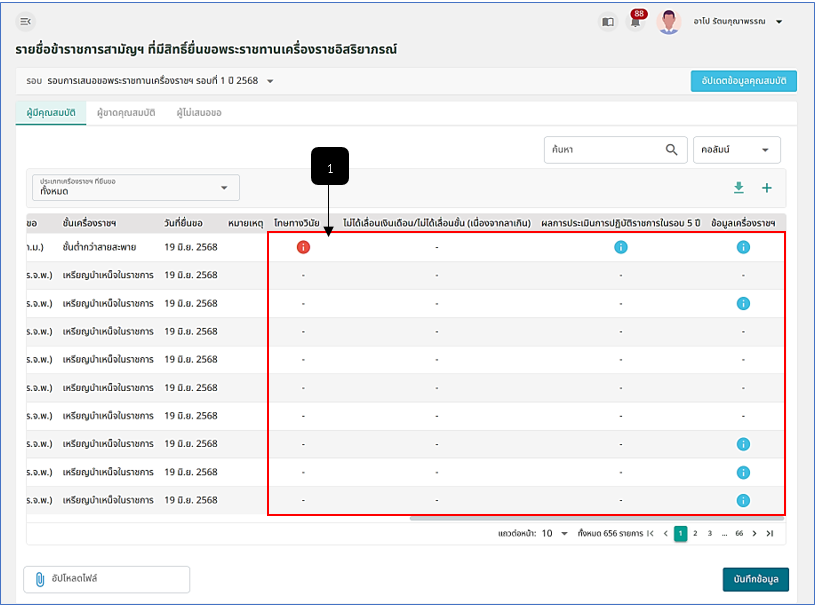 88
อาโป รัตนคุณาพรรณ
รายชื่อข้าราชการสามัญฯ ที่มีสิทธิ์ยื่นขอพระราชทานเครื่องราชอิสริยาภรณ์
รอบ รอบการเสนอขอพระราชทานเครื่องราชฯ รอบที่ 1 ปี 2568
อัปเดตข้อมูลคุณสมบัติ
ผู้มีคุณสมบัติ ผู้ขาดคุณสมบัติ ผู้ไม่เสนอขอ
ค้นหา คอลัมน์
1
ประเภทเครื่องราชฯ ที่ยื่นขอ
ทั้งหมด
ขอ ชั้นเครื่องราชฯ วันที่ยื่นขอ หมายเหตุ โทษทางวินัย ไม่ได้เลื่อนเงินเดือน/ไม่ได้เลื่อนขั้น (เนื่องจากลาเกิน) ผลการประเมินการปฏิบัติราชการในรอบ 5 ปี ข้อมูลเครื่องราชฯ
ก.ม.) ชั้นต่ำกว่าสายสะพาย 19 มิ.ย. 2568 i - i i
ร.จ.พ.) เหรียญบำเหน็จในราชการ 19 มิ.ย. 2568 - - - -
ร.จ.พ.) เหรียญบำเหน็จในราชการ 19 มิ.ย. 2568 - - - i
ร.จ.พ.) เหรียญบำเหน็จในราชการ 19 มิ.ย. 2568 - - - -
ร.จ.พ.) เหรียญบำเหน็จในราชการ 19 มิ.ย. 2568 - - - -
ร.จ.พ.) เหรียญบำเหน็จในราชการ 19 มิ.ย. 2568 - - - -
ร.จ.พ.) เหรียญบำเหน็จในราชการ 19 มิ.ย. 2568 - - - -
ร.จ.พ.) เหรียญบำเหน็จในราชการ 19 มิ.ย. 2568 - - - i
ร.จ.พ.) เหรียญบำเหน็จในราชการ 19 มิ.ย. 2568 - - - i
ร.จ.พ.) เหรียญบำเหน็จในราชการ 19 มิ.ย. 2568 - - - i
แถวต่อหน้า: 10 ทั้งหมด 656 รายการ 1 2 3 ... 66
อัปโหลดไฟล์
บันทึกข้อมูล